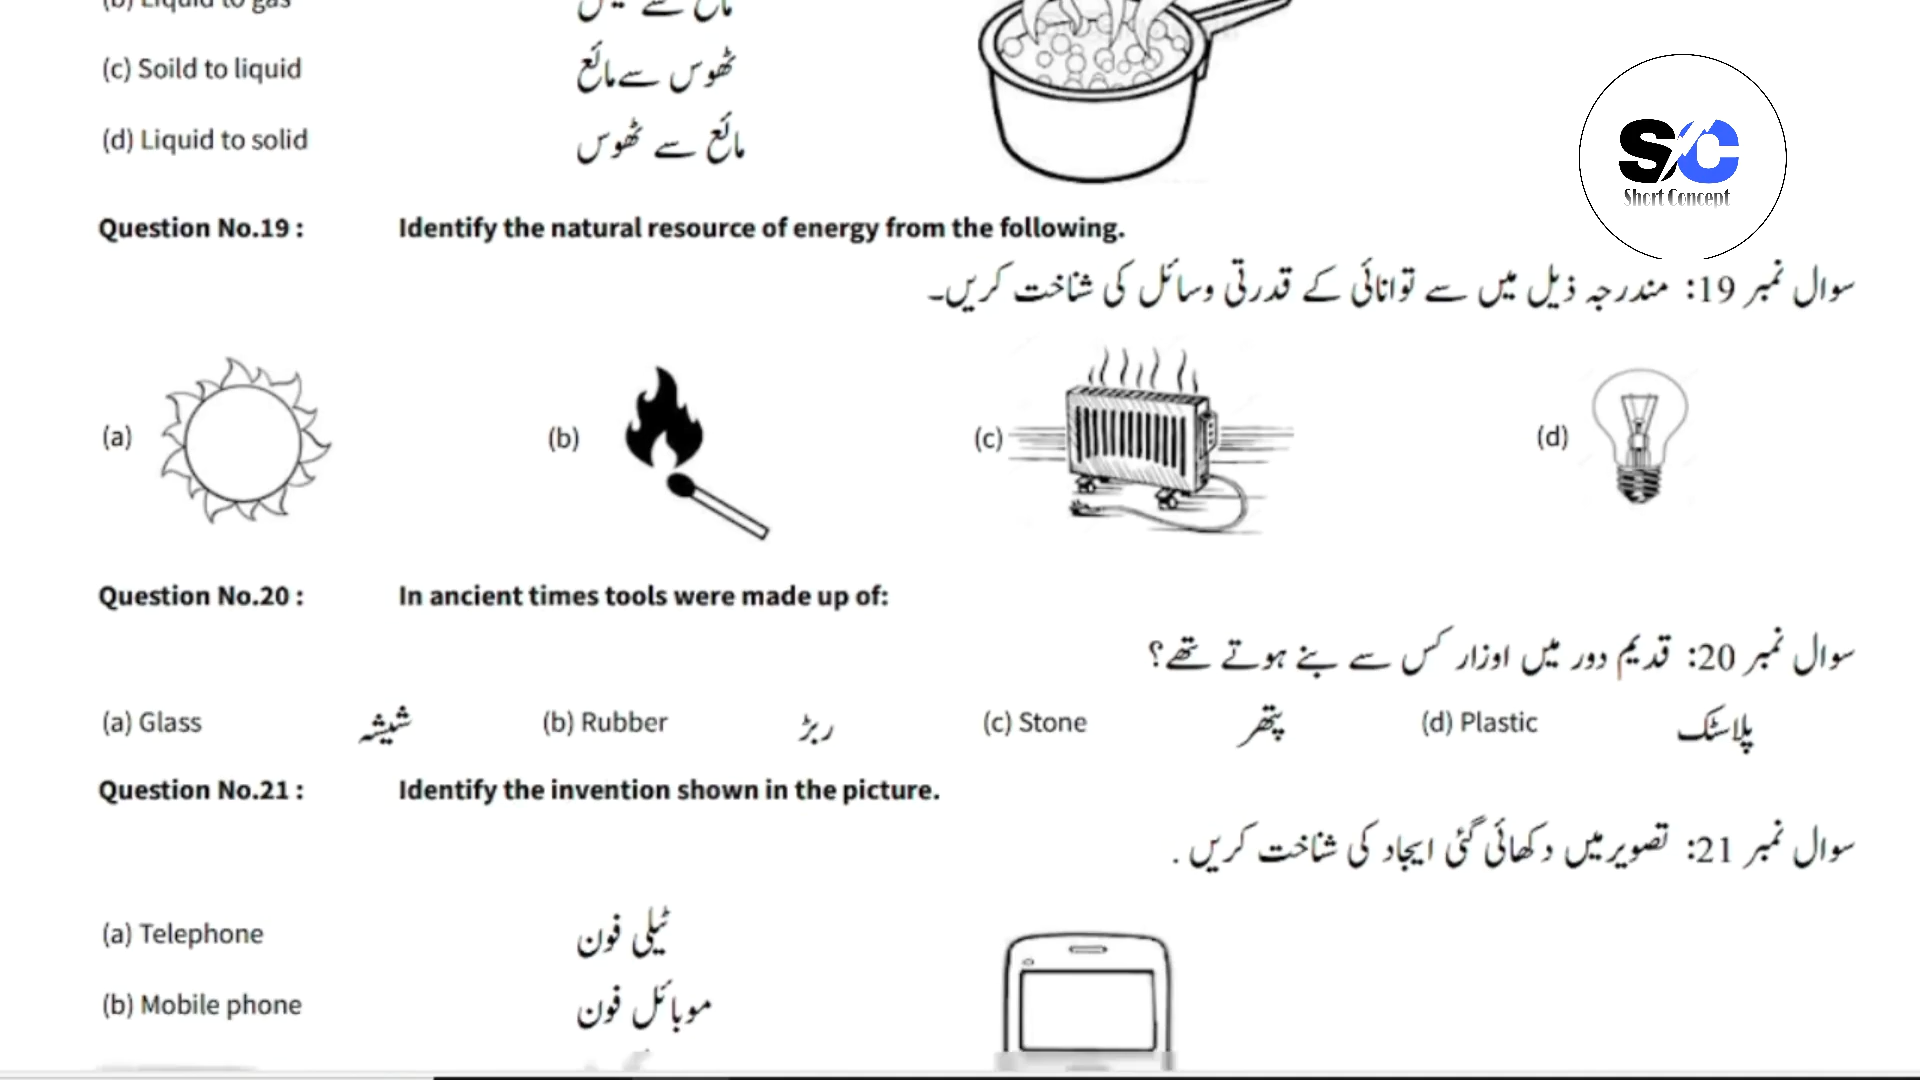 (b) Liquid to gas
(c) Soild to liquid ٹھوس سے مائع
(d) Liquid to solid مائع سے ٹھوس
S/C
Short Concept
Question No.19 : Identify the natural resource of energy from the following.
سوال نمبر 19: مندرجہ ذیل میں سے توانائی کے قدرتی وسائل کی شناخت کریں۔
(a) (b) (c) (d)
Question No.20 : In ancient times tools were made up of:
سوال نمبر 20: قدیم دور میں اوزار کس سے بنے ہوتے تھے؟
(a) Glass شیشہ (b) Rubber ربڑ (c) Stone پتھر (d) Plastic پلاسٹک
Question No.21 : Identify the invention shown in the picture.
سوال نمبر 21: تصویر میں دکھائی گئی ایجاد کی شناخت کریں .
(a) Telephone ٹیلی فون
(b) Mobile phone موبائل فون